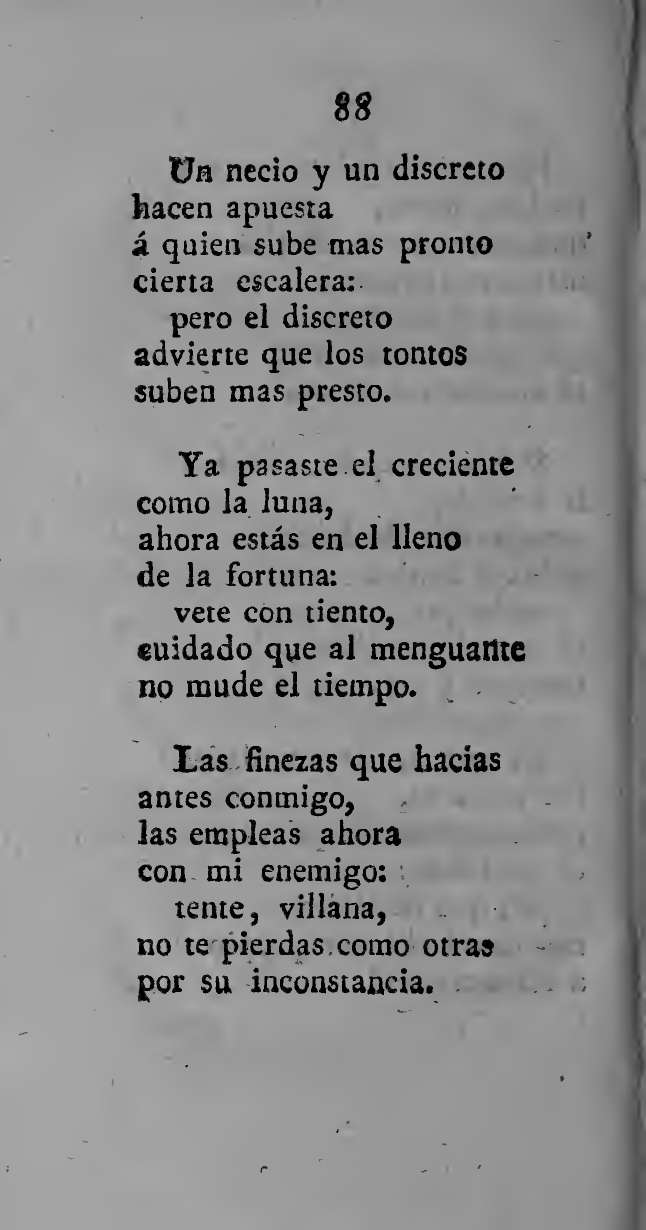 88
Un necio y un discreto
hacen apuesta
á quien sube mas pronto
cierta escalera:
pero el discreto
advierte que los tontos
suben mas presto.
Ya pasaste el creciente
como la luna,
ahora estás en el lleno
de la fortuna:
vete con tiento,
cuidado que al menguante
no mude el tiempo.
Las finezas que hacias
antes conmigo,
las empleas ahora
con mi enemigo:
tente, villana,
no te pierdas como otras
por su inconstancia.